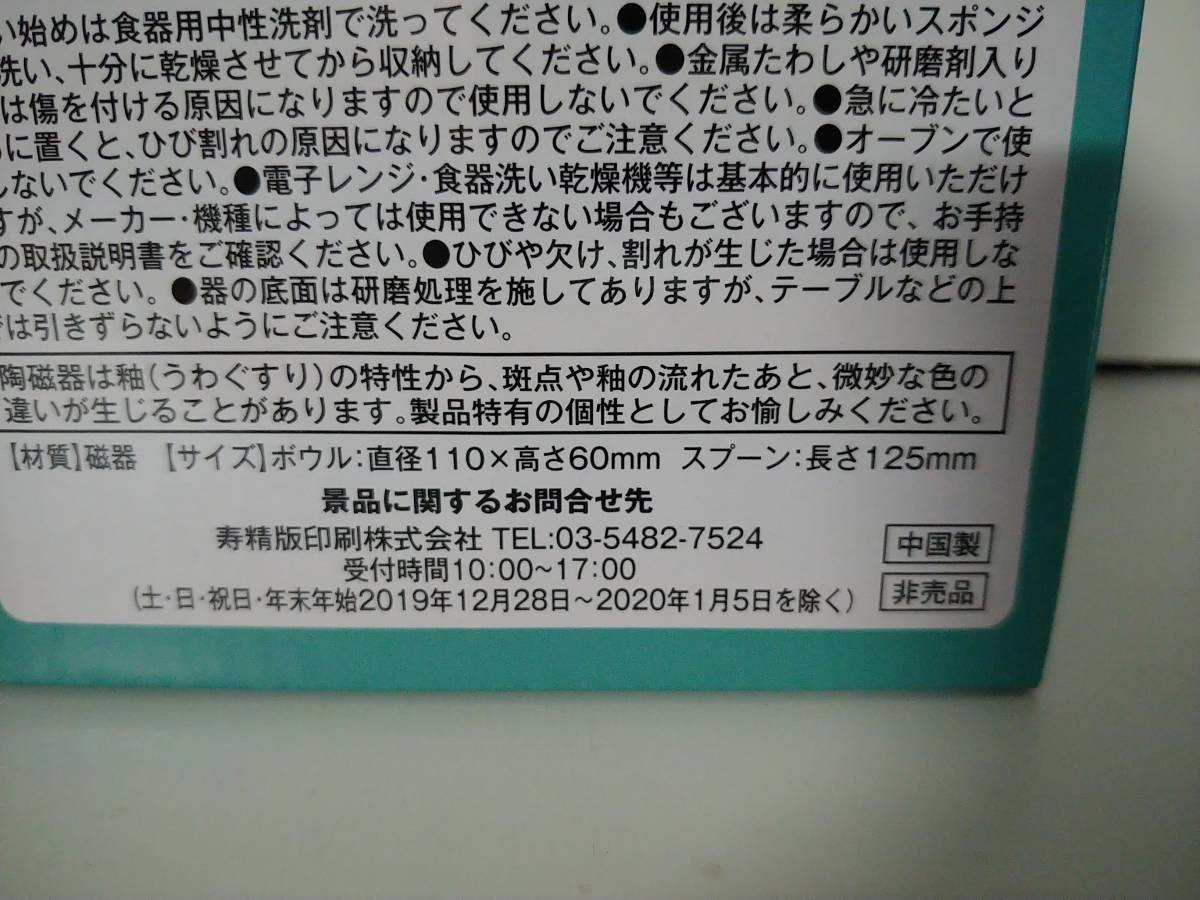 い始めは食器用中性洗剤で洗ってください。●使用後は柔らかいスポンジ
洗い、十分に乾燥させてから収納してください。●金属たわしや研磨剤入り
は傷を付ける原因になりますので使用しないでください。●急に冷たいと
に置くと、ひび割れの原因になりますのでご注意ください。●オーブンで使
しないでください。●電子レンジ・食器洗い乾燥機等は基本的に使用いただけ
すが、メーカー・機種によっては使用できない場合もございますので、お手持
の取扱説明書をご確認ください。●ひびや欠け、割れが生じた場合は使用しな
でください。●器の底面は研磨処理を施してありますが、テーブルなどの上
では引きずらないようにご注意ください。
陶磁器は釉(うわぐすり)の特性から、斑点や釉の流れたあと、微妙な色の
違いが生じることがあります。製品特有の個性としてお愉しみください。
【材質】磁器 【サイズ】ボウル:直径110×高さ60mm スプーン:長さ125mm
景品に関するお問合せ先
寿精版印刷株式会社 TEL:03-5482-7524
受付時間10:00~17:00
(土・日・祝日・年末年始2019年12月28日~2020年1月5日を除く)
中国製
非売品